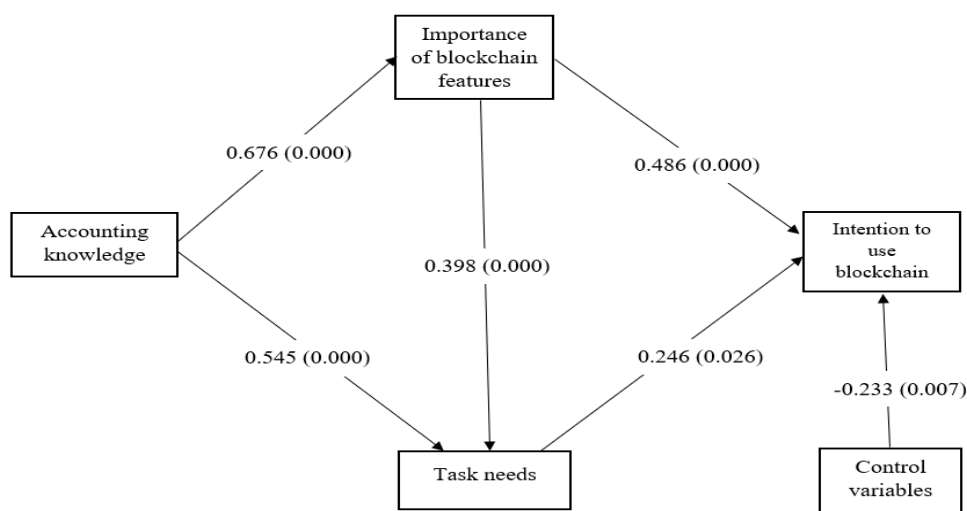 Importance
of blockchain
features
0.676 (0.000)
0.486 (0.000)
Accounting
knowledge
Intention to
use
blockchain
0.398 (0.000)
0.545 (0.000)
0.246 (0.026)
-0.233 (0.007)
Task needs
Control
variables